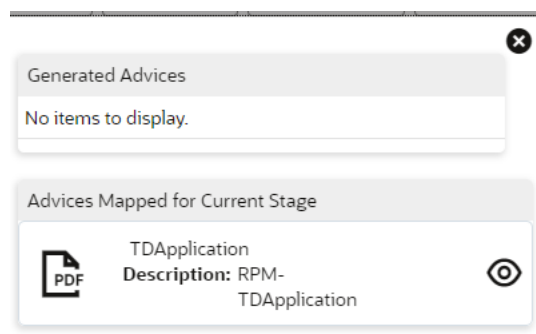 Generated Advices
No items to display.
Advices Mapped for Current Stage
TDApplication
PDF
Description: RPM-
TDApplication